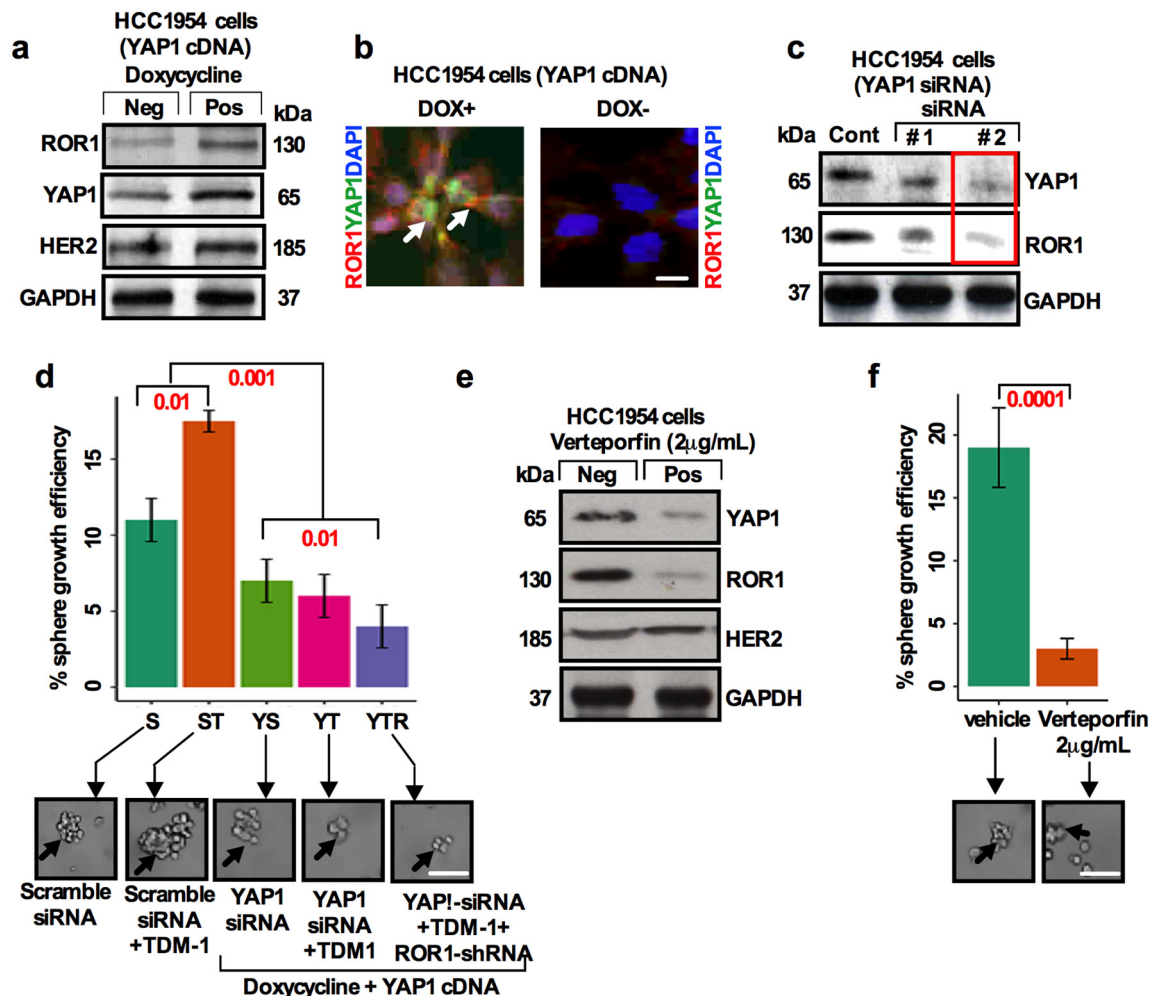 a
HCC1954 cells
(YAP1 cDNA)
Doxycycline
Neg Pos kDa
ROR1 130
YAP1 65
HER2 185
GAPDH 37
b
HCC1954 cells (YAP1 cDNA)
DOX+ DOX-
ROR1YAP1DAPI
ROR1YAP1DAPI
c
HCC1954 cells
(YAP1 siRNA)
siRNA
kDa Cont #1 #2
65 YAP1
130 ROR1
37 GAPDH
d
0.001
0.01
0.01
% sphere growth efficiency
15
10
5
0
S ST YS YT YTR
Scramble
siRNA
Scramble
siRNA
+TDM-1
YAP1
siRNA
YAP1
siRNA
+TDM1
YAP!-siRNA
+TDM-1+
ROR1-shRNA
Doxycycline + YAP1 cDNA
e
HCC1954 cells
Verteporfin (2μg/mL)
kDa Neg Pos
65 YAP1
130 ROR1
185 HER2
37 GAPDH
f
0.0001
% sphere growth efficiency
20
15
10
5
0
vehicle Verteporfin
2μg/mL